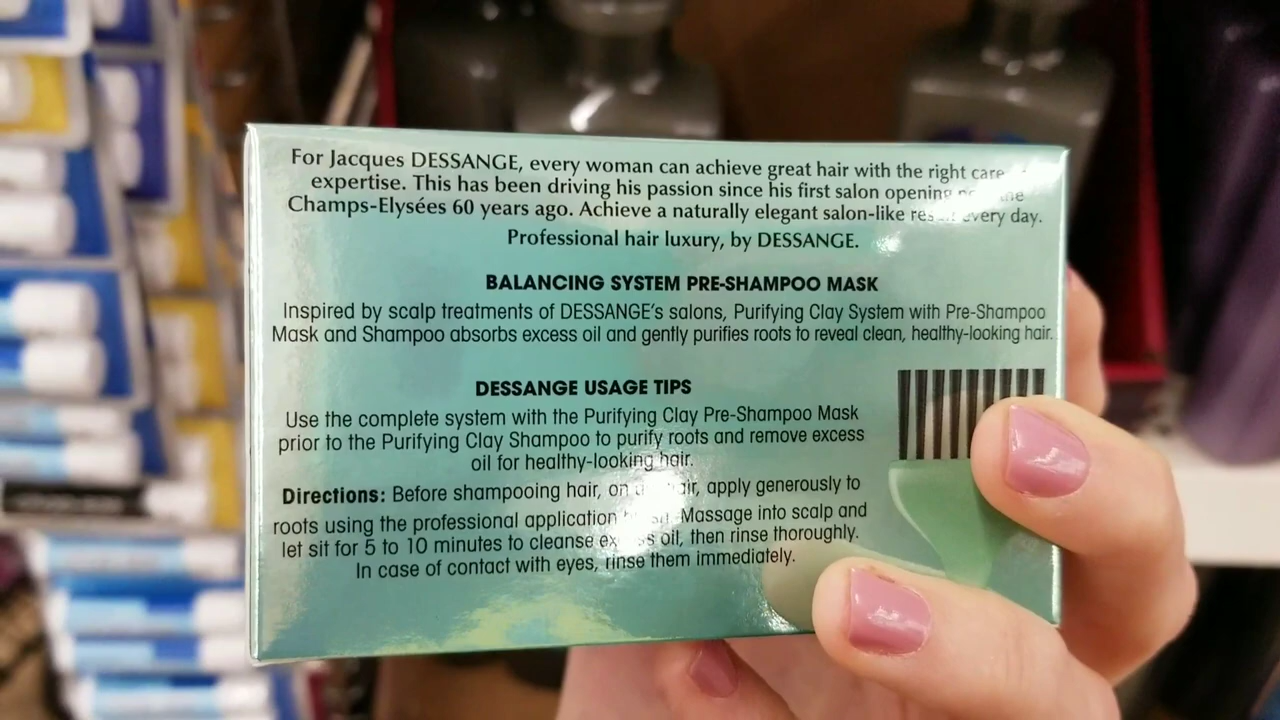 For Jacques DESSANGE, every woman can achieve great hair with the right care
expertise. This has been driving his passion since his first salon opening
Champs-Elysées 60 years ago. Achieve a naturally elegant salon-like every day.
Professional hair luxury, by DESSANGE.
BALANCING SYSTEM PRE-SHAMPOO MASK
Inspired by scalp treatments of DESSANGE's salons, Purifying Clay System with Pre-Shampoo
Mask and Shampoo absorbs excess oil and gently purifies roots to reveal clean, healthy-looking hair.
DESSANGE USAGE TIPS
Use the complete system with the Purifying Clay Pre-Shampoo Mask
prior to the Purifying Clay Shampoo to purify roots and remove excess
oil for healthy-looking hair.
Directions: Before shampooing hair, on hair, apply generously to
roots using the professional application Massage into scalp and
let sit for 5 to 10 minutes to cleanse excess oil, then rinse thoroughly.
In case of contact with eyes, rinse them immediately.